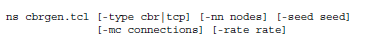 ns cbrgen.tcl [-type cbr|tcp] [-nn nodes] [-seed seed]
[-mc connections] [-rate rate]